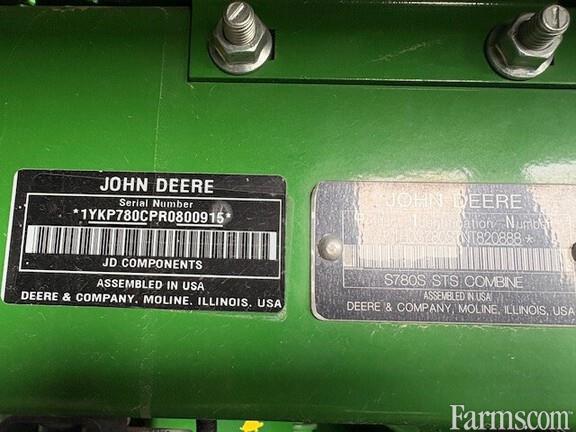 JOHN DEERE
Serial Number
*1YKP780CPR0800915*
JD COMPONENTS
ASSEMBLED IN USA
DEERE & COMPANY, MOLINE, ILLINOIS, USA
JOHN DEERE
S780S STS COMBINE
ASSEMBLED IN USA
DEERE & COMPANY, MOLINE, ILLINOIS, USA
Farms.com